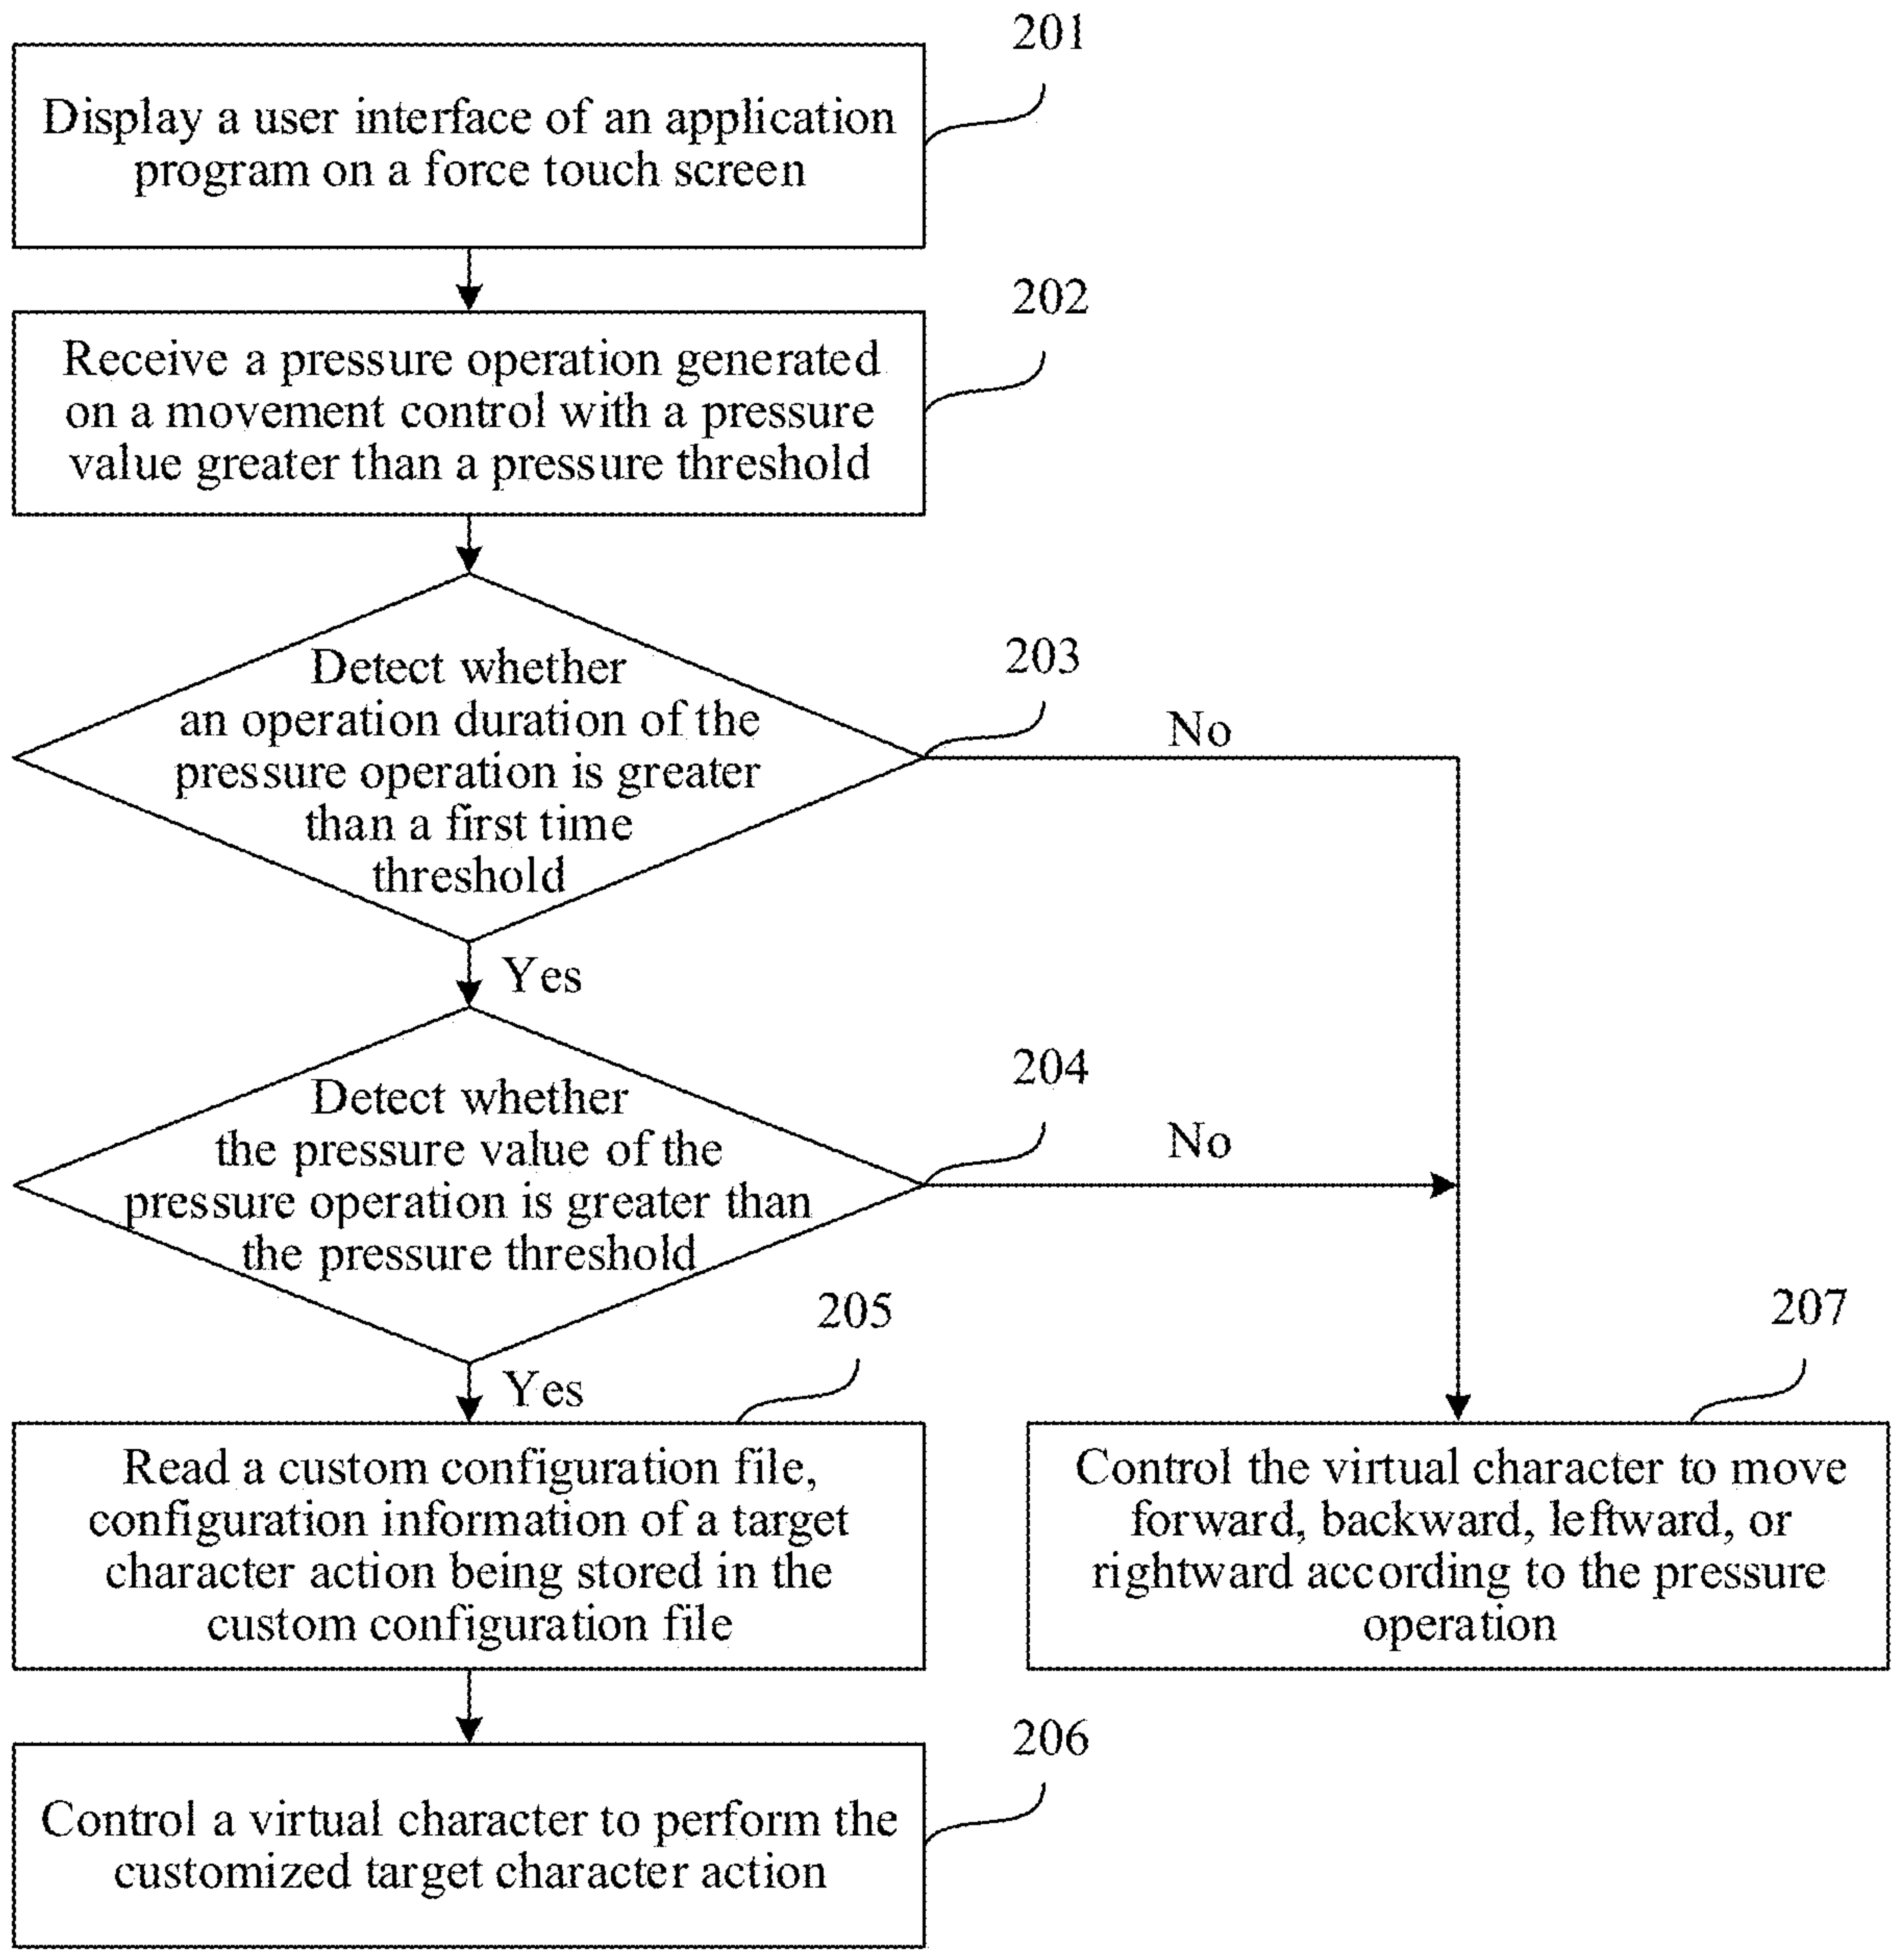 201
Display a user interface of an application
program on a force touch screen
202
Receive a pressure operation generated
on a movement control with a pressure
value greater than a pressure threshold
203
Detect whether
an operation duration of the
pressure operation is greater
than a first time
threshold
No
Yes
204
Detect whether
the pressure value of the
pressure operation is greater than
the pressure threshold
No
Yes
205
Read a custom configuration file,
configuration information of a target
character action being stored in the
custom configuration file
207
Control the virtual character to move
forward, backward, leftward, or
rightward according to the pressure
operation
206
Control a virtual character to perform the
customized target character action